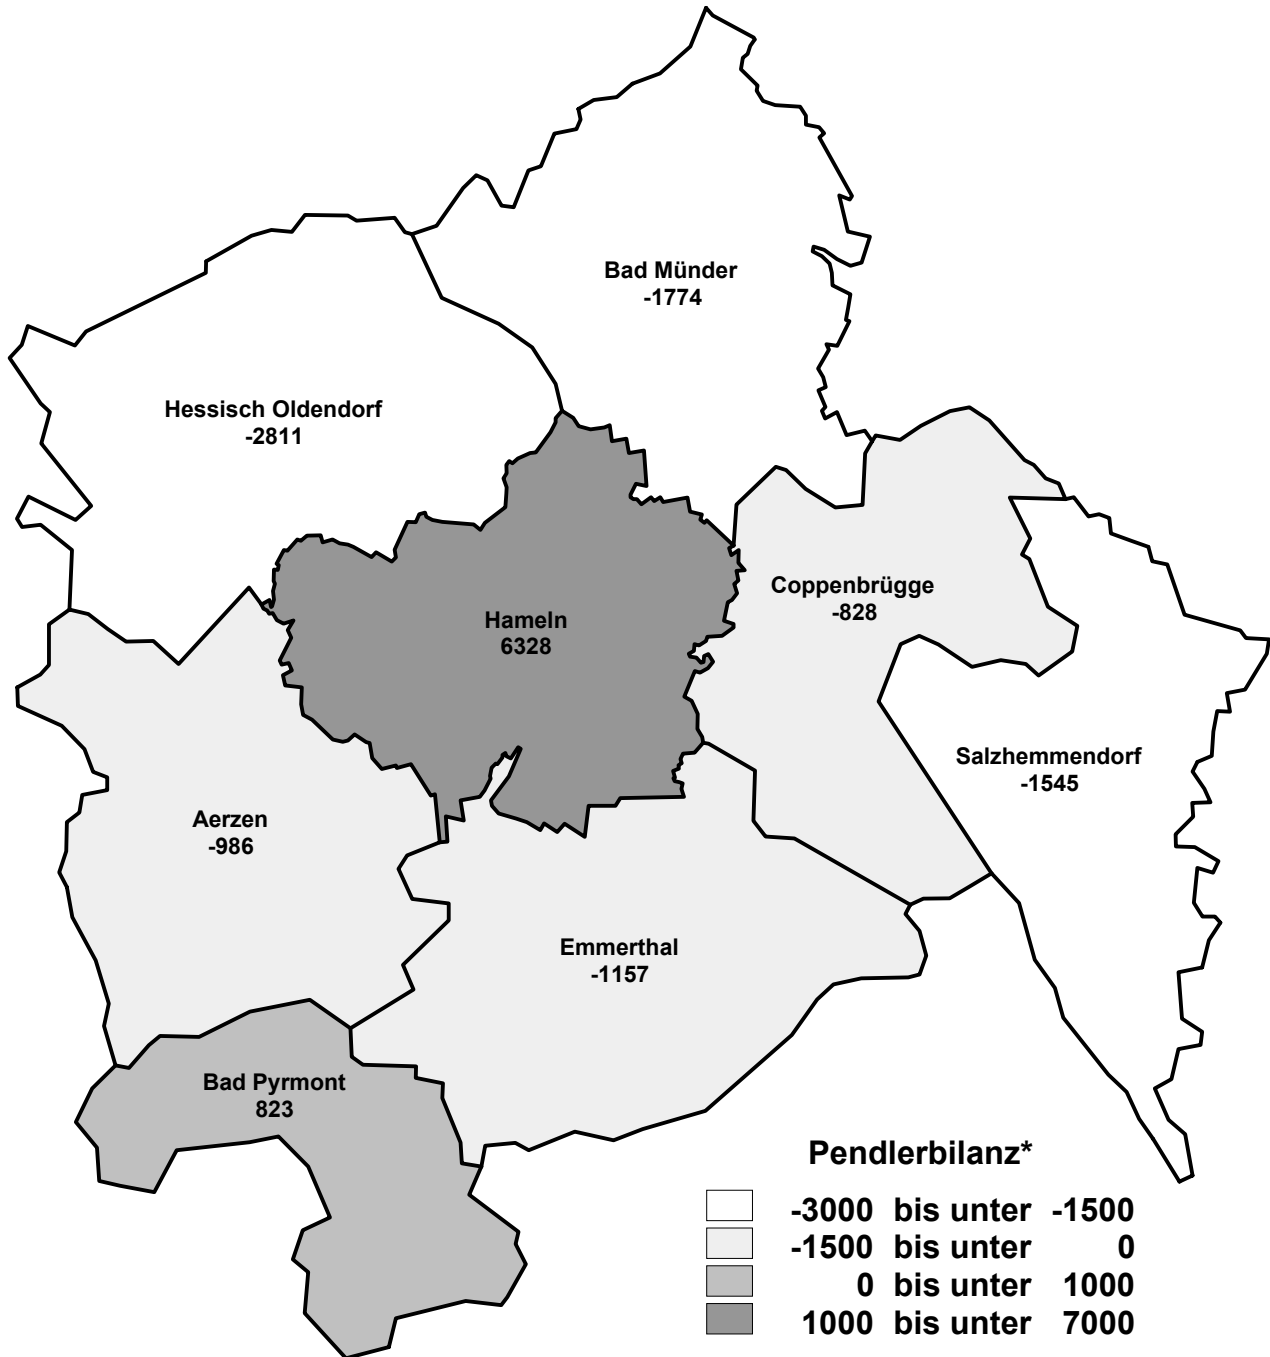 Bad Münder
-1774
Hessisch Oldendorf
-2811
Coppenbrügge
-828
Hameln
6328
Salzhemmendorf
-1545
Aerzen
-986
Emmerthal
-1157
Bad Pyrmont
823
Pendlerbilanz*
-3000 bis unter -1500
-1500 bis unter 0
0 bis unter 1000
1000 bis unter 7000